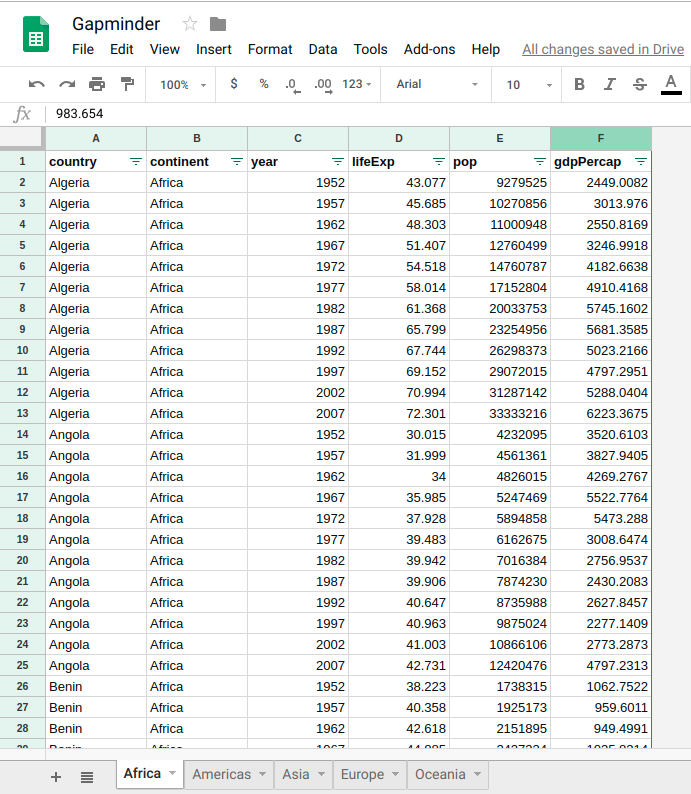 Gapminder
File Edit View Insert Format Data Tools Add-ons Help All changes saved in Drive
100% $ % .0 .00 123 Arial 10 B I S A
fx 983.654
A B C D E F
1 country continent year lifeExp pop gdpPercap
2 Algeria Africa 1952 43.077 9279525 2449.0082
3 Algeria Africa 1957 45.685 10270856 3013.976
4 Algeria Africa 1962 48.303 11000948 2550.8169
5 Algeria Africa 1967 51.407 12760499 3246.9918
6 Algeria Africa 1972 54.518 14760787 4182.6638
7 Algeria Africa 1977 58.014 17152804 4910.4168
8 Algeria Africa 1982 61.368 20033753 5745.1602
9 Algeria Africa 1987 65.799 23254956 5681.3585
10 Algeria Africa 1992 67.744 26298373 5023.2166
11 Algeria Africa 1997 69.152 29072015 4797.2951
12 Algeria Africa 2002 70.994 31287142 5288.0404
13 Algeria Africa 2007 72.301 33333216 6223.3675
14 Angola Africa 1952 30.015 4232095 3520.6103
15 Angola Africa 1957 31.999 4561361 3827.9405
16 Angola Africa 1962 34 4826015 4269.2767
17 Angola Africa 1967 35.985 5247469 5522.7764
18 Angola Africa 1972 37.928 5894858 5473.288
19 Angola Africa 1977 39.483 6162675 3008.6474
20 Angola Africa 1982 39.942 7016384 2756.9537
21 Angola Africa 1987 39.906 7874230 2430.2083
22 Angola Africa 1992 40.647 8735988 2627.8457
23 Angola Africa 1997 40.963 9875024 2277.1409
24 Angola Africa 2002 41.003 10866106 2773.2873
25 Angola Africa 2007 42.731 12420476 4797.2313
26 Benin Africa 1952 38.223 1738315 1062.7522
27 Benin Africa 1957 40.358 1925173 959.6011
28 Benin Africa 1962 42.618 2151895 949.4991
+ Africa Americas Asia Europe Oceania